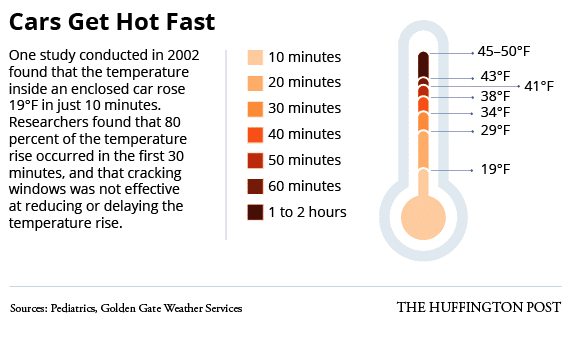 Cars Get Hot Fast
One study conducted in 2002
found that the temperature
inside an enclosed car rose
19°F in just 10 minutes.
Researchers found that 80
percent of the temperature
rise occurred in the first 30
minutes, and that cracking
windows was not effective
at reducing or delaying the
temperature rise.
10 minutes
20 minutes
30 minutes
40 minutes
50 minutes
60 minutes
1 to 2 hours
45–50°F
43°F
41°F
38°F
34°F
29°F
19°F
Sources: Pediatrics, Golden Gate Weather Services
THE HUFFINGTON POST